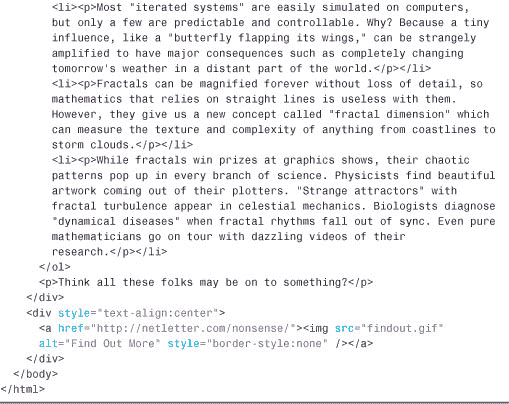 <li><p>Most "iterated systems" are easily simulated on computers,
but only a few are predictable and controllable. Why? Because a tiny
influence, like a "butterfly flapping its wings," can be strangely
amplified to have major consequences such as completely changing
tomorrow's weather in a distant part of the world.</p></li>
<li><p>Fractals can be magnified forever without loss of detail, so
mathematics that relies on straight lines is useless with them.
However, they give us a new concept called "fractal dimension" which
can measure the texture and complexity of anything from coastlines to
storm clouds.</p></li>
<li><p>While fractals win prizes at graphics shows, their chaotic
patterns pop up in every branch of science. Physicists find beautiful
artwork coming out of their plotters. "Strange attractors" with
fractal turbulence appear in celestial mechanics. Biologists diagnose
"dynamical diseases" when fractal rhythms fall out of sync. Even pure
mathematicians go on tour with dazzling videos of their
research.</p></li>
</ol>
<p>Think all these folks may be on to something?</p>
</div>
<div style="text-align:center">
<a href="http://netletter.com/nonsense/"><img src="findout.gif"
alt="Find Out More" style="border-style:none" /></a>
</div>
</body>
</html>